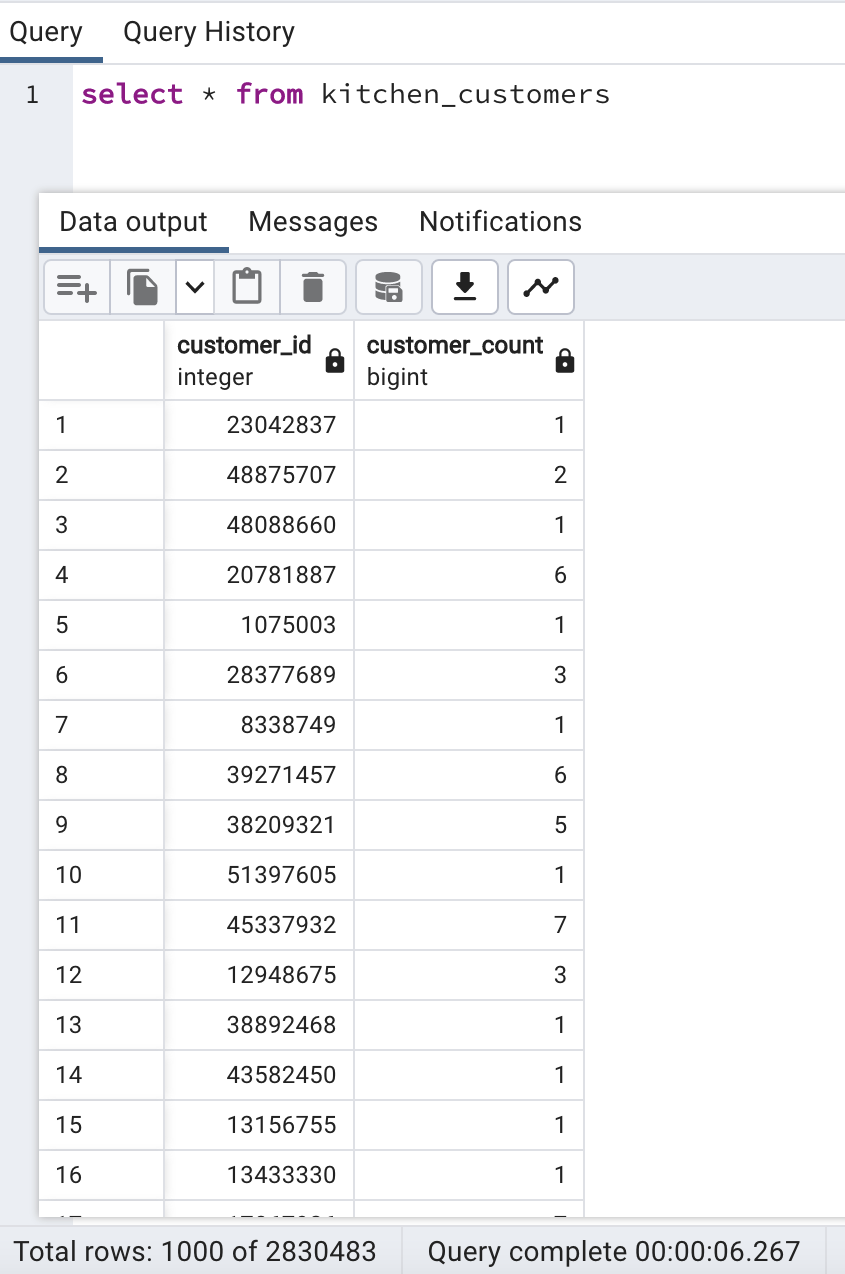 Query Query History
1 select * from kitchen_customers
Data output Messages Notifications
customer_id customer_count
integer bigint
1 23042837 1
2 48875707 2
3 48088660 1
4 20781887 6
5 1075003 1
6 28377689 3
7 8338749 1
8 39271457 6
9 38209321 5
10 51397605 1
11 45337932 7
12 12948675 3
13 38892468 1
14 43582450 1
15 13156755 1
16 13433330 1
Total rows: 1000 of 2830483 Query complete 00:00:06.267